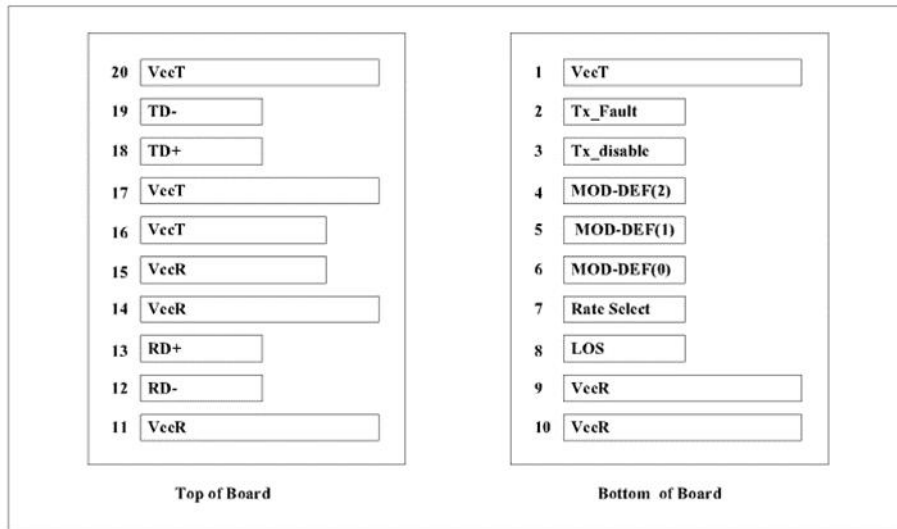 20 VeeT
19 TD-
18 TD+
17 VeeT
16 VccT
15 VccR
14 VeeR
13 RD+
12 RD-
11 VeeR
Top of Board
1 VeeT
2 Tx_Fault
3 Tx_disable
4 MOD-DEF(2)
5 MOD-DEF(1)
6 MOD-DEF(0)
7 Rate Select
8 LOS
9 VeeR
10 VeeR
Bottom of Board